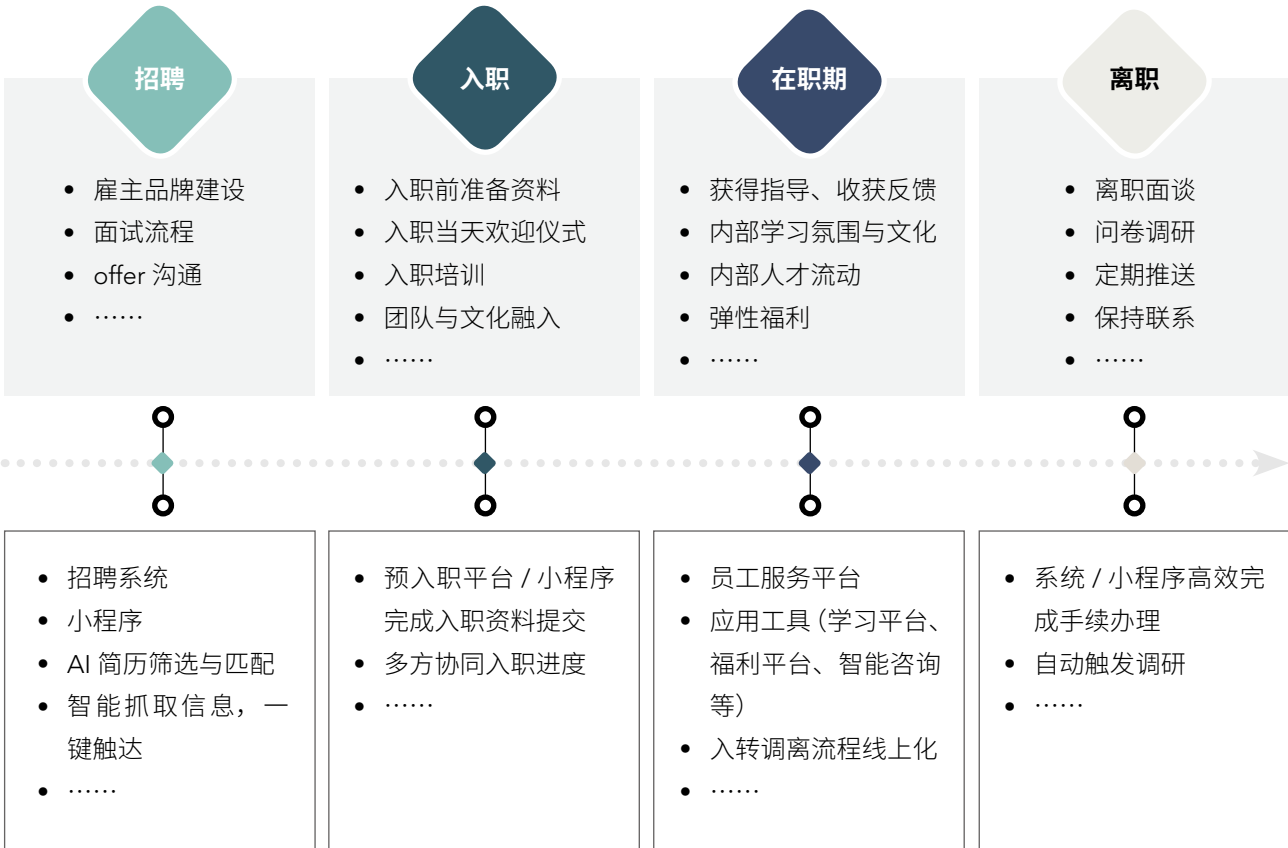 招聘
雇主品牌建设
面试流程
offer 沟通
……
入职
入职前准备资料
入职当天欢迎仪式
入职培训
团队与文化融入
……
在职期
获得指导、收获反馈
内部学习氛围与文化
内部人才流动
弹性福利
……
离职
离职面谈
问卷调研
定期推送
保持联系
……
招聘系统
小程序
AI 简历筛选与匹配
智能抓取信息，一
键触达
……
预入职平台 / 小程序
完成入职资料提交
多方协同入职进度
……
员工服务平台
应用工具（学习平台、
福利平台、智能咨询
等）
入转调离流程线上化
……
系统 / 小程序高效完
成手续办理
自动触发调研
……